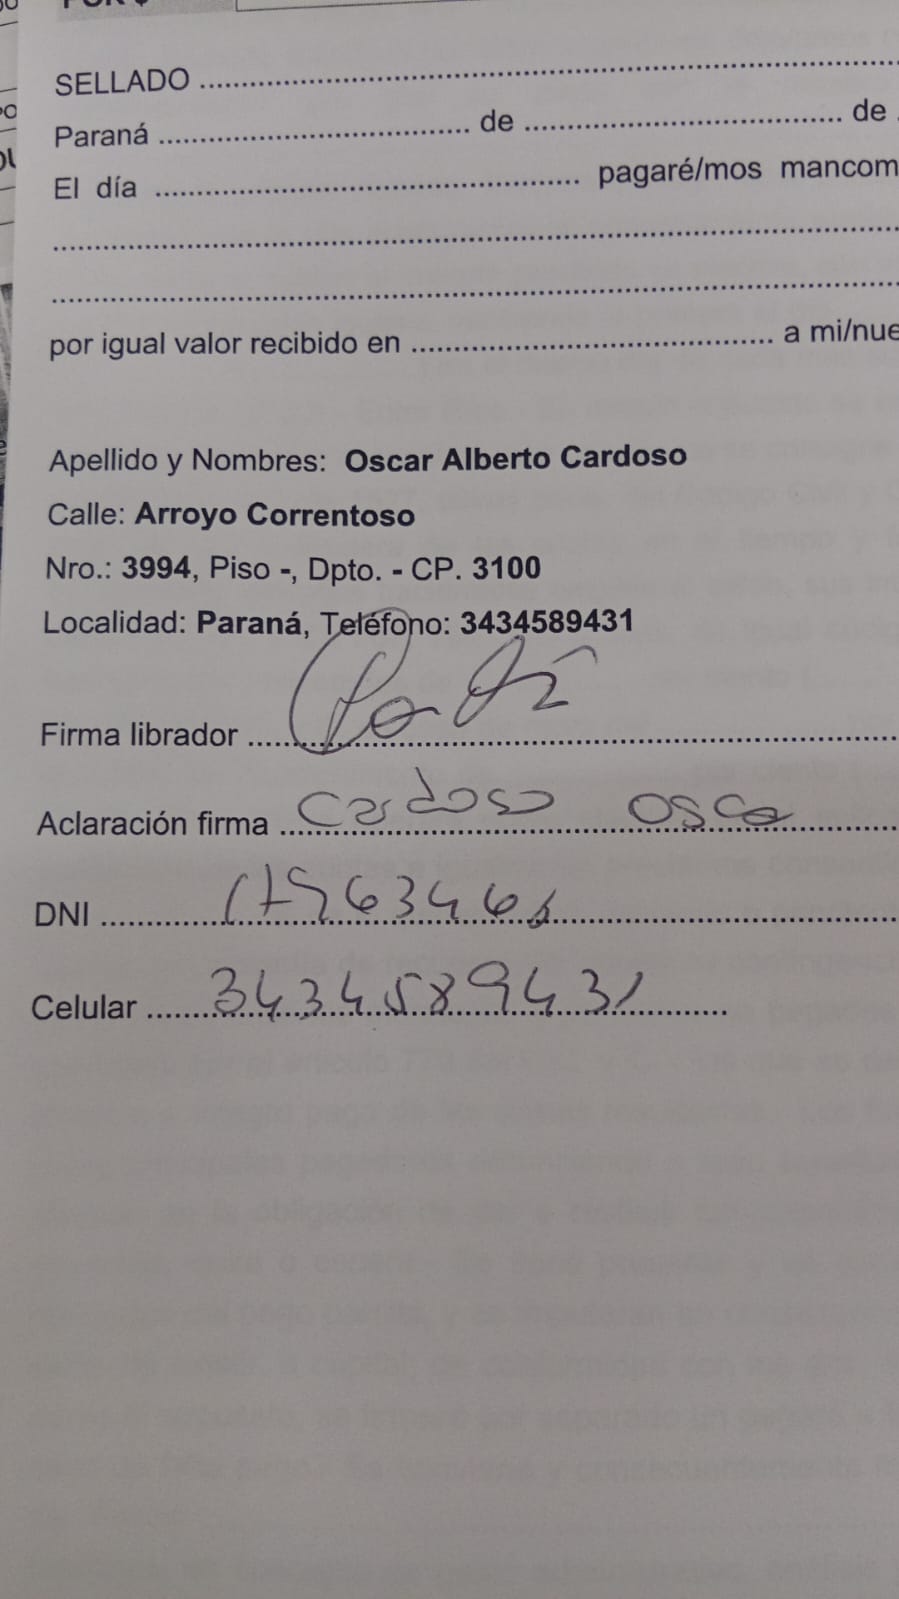 SELLADO
Paraná de de
El día pagaré/mos mancom
por igual valor recibido en a mi/nue
Apellido y Nombres: Oscar Alberto Cardoso
Calle: Arroyo Correntoso
Nro.: 3994, Piso -, Dpto. - CP. 3100
Localidad: Paraná, Teléfono: 3434589431
Firma librador
Aclaración firma Cardoso Osca
DNI
Celular 3434589431